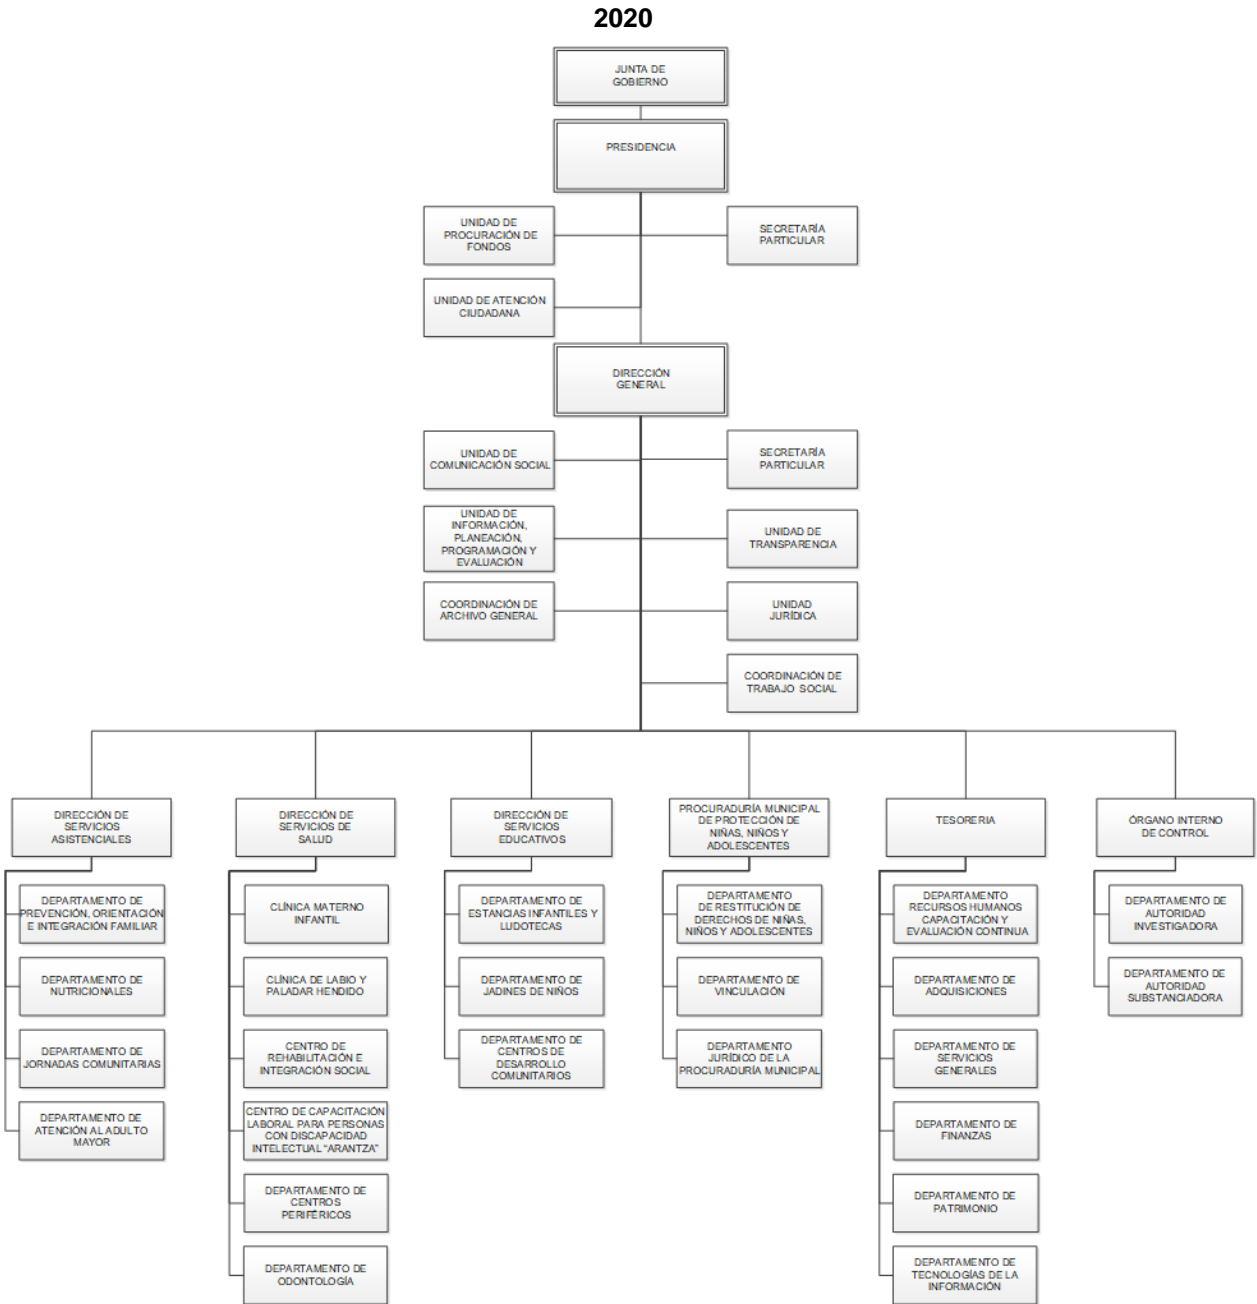 2020
JUNTA DE
GOBIERNO
PRESIDENCIA
UNIDAD DE
PROCURACIÓN DE
FONDOS
SECRETARÍA
PARTICULAR
UNIDAD DE ATENCIÓN
CIUDADANA
DIRECCIÓN
GENERAL
UNIDAD DE
COMUNICACIÓN SOCIAL
SECRETARÍA
PARTICULAR
UNIDAD DE
INFORMACIÓN,
PLANEACIÓN,
PROGRAMACIÓN Y
EVALUACIÓN
UNIDAD DE
TRANSPARENCIA
COORDINACIÓN DE
ARCHIVO GENERAL
UNIDAD
JURÍDICA
COORDINACIÓN DE
TRABAJO SOCIAL
DIRECCIÓN DE
SERVICIOS
ASISTENCIALES
DEPARTAMENTO DE
PREVENCIÓN, ORIENTACIÓN
E INTEGRACIÓN FAMILIAR
DEPARTAMENTO DE
NUTRICIONALES
DEPARTAMENTO DE
JORNADAS COMUNITARIAS
DEPARTAMENTO DE
ATENCIÓN AL ADULTO
MAYOR
DIRECCIÓN DE
SERVICIOS DE
SALUD
CLÍNICA MATERNO
INFANTIL
CLÍNICA DE LABIO Y
PALADAR HENDIDO
CENTRO DE
REHABILITACIÓN E
INTEGRACIÓN SOCIAL
CENTRO DE CAPACITACIÓN
LABORAL PARA PERSONAS
CON DISCAPACIDAD
INTELECTUAL “ARANTZA”
DEPARTAMENTO DE
CENTROS
PERIFÉRICOS
DEPARTAMENTO DE
ODONTOLOGÍA
DIRECCIÓN DE
SERVICIOS
EDUCATIVOS
DEPARTAMENTO DE
ESTANCIAS INFANTILES Y
LUDOTECAS
DEPARTAMENTO DE
JADINES DE NIÑOS
DEPARTAMENTO DE
CENTROS DE
DESARROLLO
COMUNITARIOS
PROCURADURÍA MUNICIPAL
DE PROTECCIÓN DE
NIÑAS, NIÑOS Y
ADOLESCENTES
DEPARTAMENTO
DE RESTITUCIÓN DE
DERECHOS DE NIÑAS,
NIÑOS Y ADOLESCENTES
DEPARTAMENTO DE
VINCULACIÓN
DEPARTAMENTO
JURÍDICO DE LA
PROCURADURÍA MUNICIPAL
TESORERIA
DEPARTAMENTO
RECURSOS HUMANOS
CAPACITACIÓN Y
EVALUACIÓN CONTINUA
DEPARTAMENTO DE
ADQUISICIONES
DEPARTAMENTO DE
SERVICIOS
GENERALES
DEPARTAMENTO DE
FINANZAS
DEPARTAMENTO DE
PATRIMONIO
DEPARTAMENTO DE
TECNOLOGÍAS DE LA
INFORMACIÓN
ÓRGANO INTERNO
DE CONTROL
DEPARTAMENTO DE
AUTORIDAD
INVESTIGADORA
DEPARTAMENTO DE
AUTORIDAD
SUBSTANCIADORA